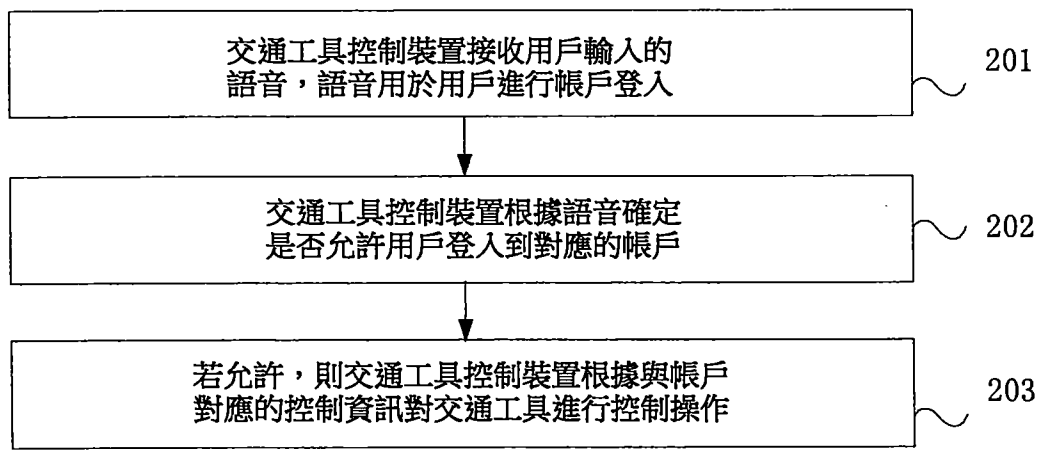 交通工具控制裝置接收用戶輸入的
語音，語音用於用戶進行帳戶登入
201
交通工具控制裝置根據語音確定
是否允許用戶登入到對應的帳戶
202
若允許，則交通工具控制裝置根據與帳戶
對應的控制資訊對交通工具進行控制操作
203